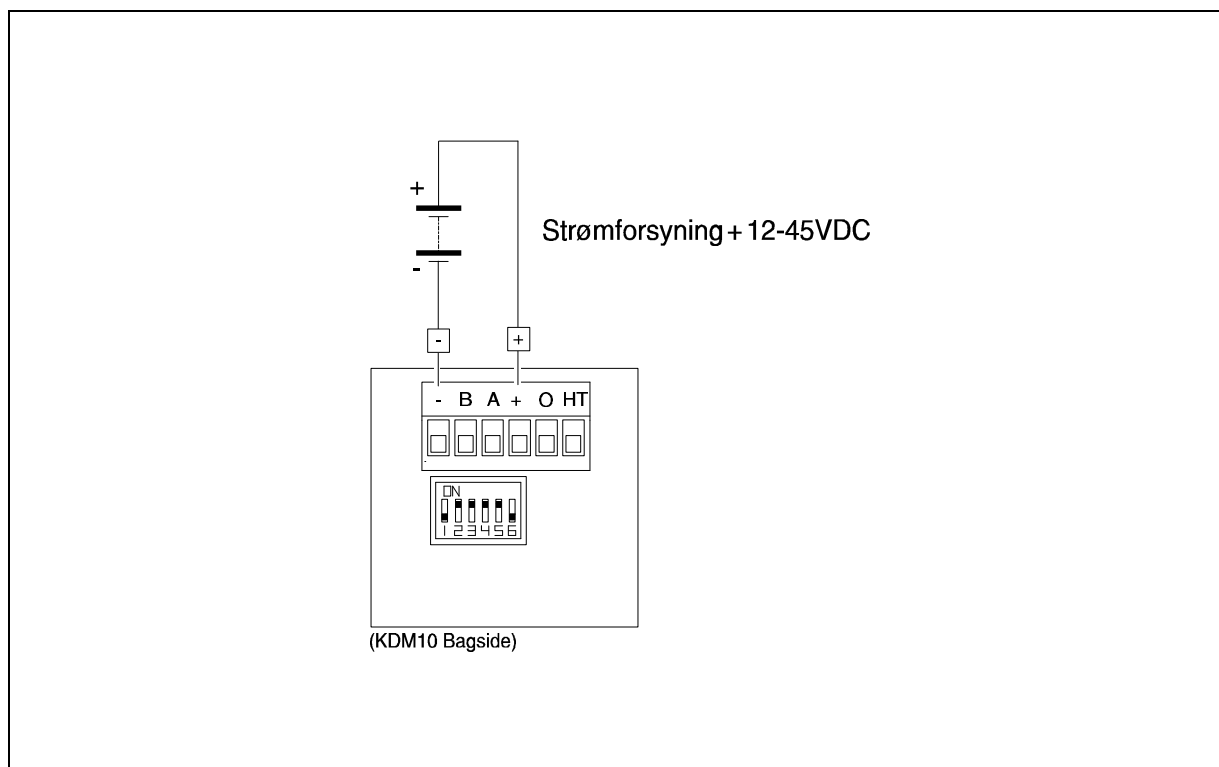 +
Strømforsyning + 12-45VDC
-
- +
- B A + O HT
ON
1 2 3 4 5 6
(KDM10 Bagside)